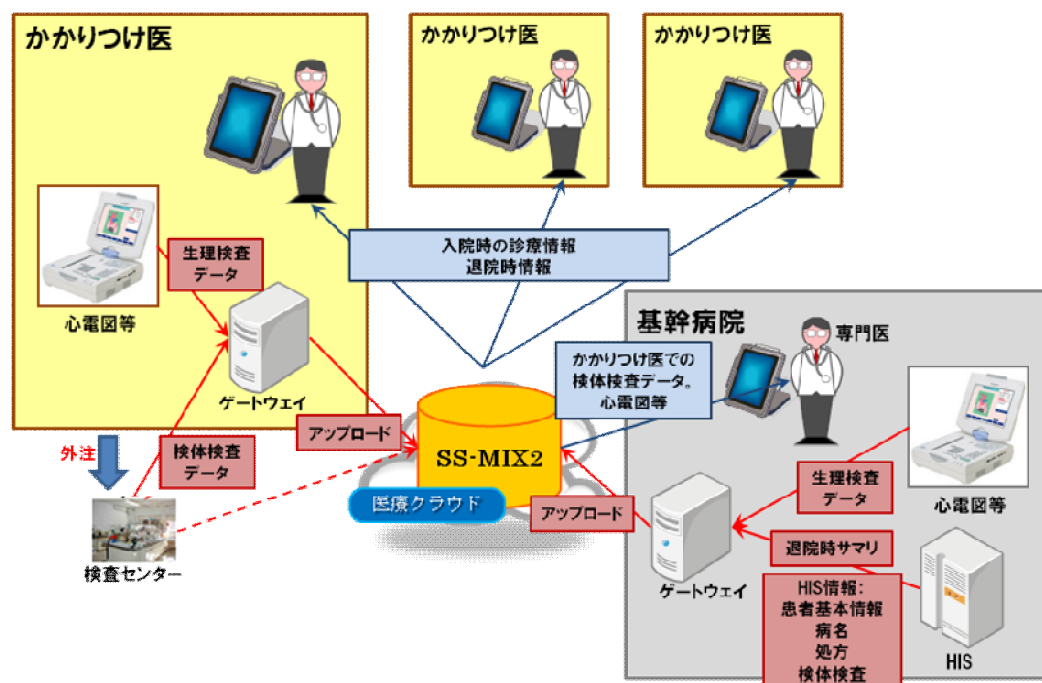 かかりつけ医
かかりつけ医
かかりつけ医
生理検査
データ
心電図等
ゲートウェイ
入院時の診療情報
退院時情報
外注
検体検査
データ
アップロード
検査センター
SS-MIX2
医療クラウド
基幹病院
専門医
かかりつけ医での
検体検査データ。
心電図等
生理検査
データ
心電図等
アップロード
ゲートウェイ
退院時サマリ
HIS情報：
患者基本情報
病名
処方
検体検査
HIS